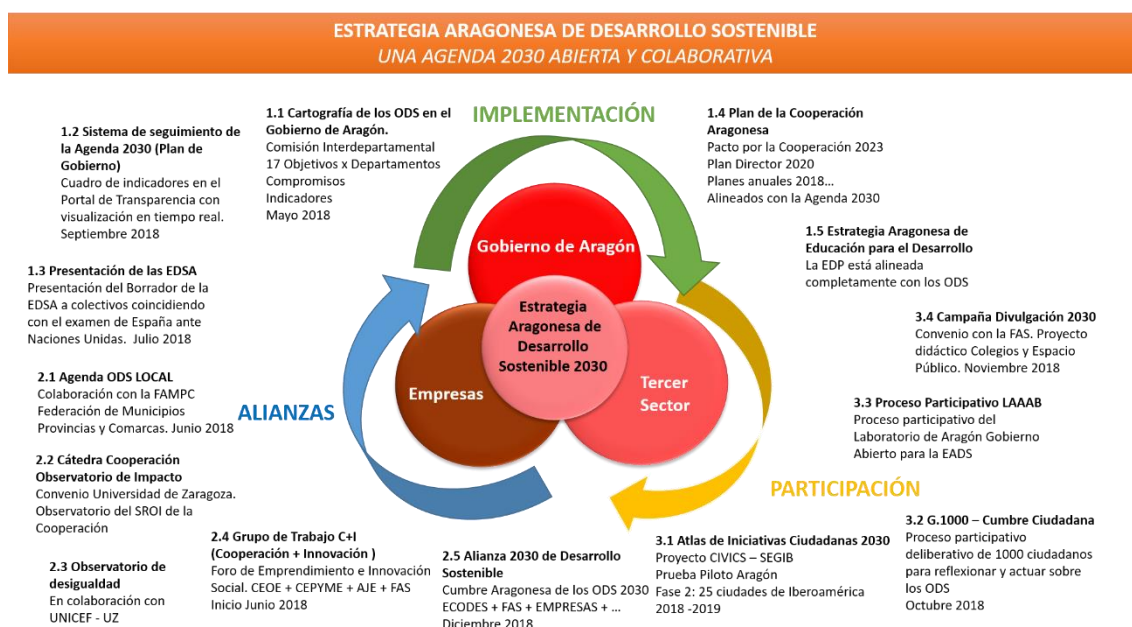 ESTRATEGIA ARAGONESA DE DESARROLLO SOSTENIBLE
UNA AGENDA 2030 ABIERTA Y COLABORATIVA
IMPLEMENTACIÓN
1.1 Cartografía de los ODS en el
Gobierno de Aragón.
Comisión Interdepartamental
17 Objetivos x Departamentos
Compromisos
Indicadores
Mayo 2018
1.2 Sistema de seguimiento de
la Agenda 2030 (Plan de
Gobierno)
Cuadro de indicadores en el
Portal de Transparencia con
visualización en tiempo real.
Septiembre 2018
1.3 Presentación de las EDSA
Presentación del Borrador de la
EDSA a colectivos coincidiendo
con el examen de España ante
Naciones Unidas. Julio 2018
1.4 Plan de la Cooperación
Aragonesa
Pacto por la Cooperación 2023
Plan Director 2020
Planes anuales 2018...
Alineados con la Agenda 2030
1.5 Estrategia Aragonesa de
Educación para el Desarrollo
La EDP está alineada
completamente con los ODS
Gobierno de Aragón
Estrategia
Aragonesa de
Desarrollo
Sostenible 2030
Empresas
Tercer
Sector
ALIANZAS
2.1 Agenda ODS LOCAL
Colaboración con la FAMPC
Federación de Municipios
Provincias y Comarcas. Junio 2018
2.2 Cátedra Cooperación
Observatorio de Impacto
Convenio Universidad de Zaragoza.
Observatorio del SROI de la
Cooperación
2.3 Observatorio de
desigualdad
En colaboración con
UNICEF - UZ
2.4 Grupo de Trabajo C+I
(Cooperación + Innovación )
Foro de Emprendimiento e Innovación
Social. CEOE + CEPYME + AJE + FAS
Inicio Junio 2018
2.5 Alianza 2030 de Desarrollo
Sostenible
Cumbre Aragonesa de los ODS 2030
ECODES + FAS + EMPRESAS + ...
Diciembre 2018
PARTICIPACIÓN
3.1 Atlas de Iniciativas Ciudadanas 2030
Proyecto CIVICS – SEGIB
Prueba Piloto Aragón
Fase 2: 25 ciudades de Iberoamérica
2018 -2019
3.2 G.1000 – Cumbre Ciudadana
Proceso participativo
deliberativo de 1000 ciudadanos
para reflexionar y actuar sobre
los ODS
Octubre 2018
3.3 Proceso Participativo LAAAB
Proceso participativo del
Laboratorio de Aragón Gobierno
Abierto para la EADS
3.4 Campaña Divulgación 2030
Convenio con la FAS. Proyecto
didáctico Colegios y Espacio
Público. Noviembre 2018